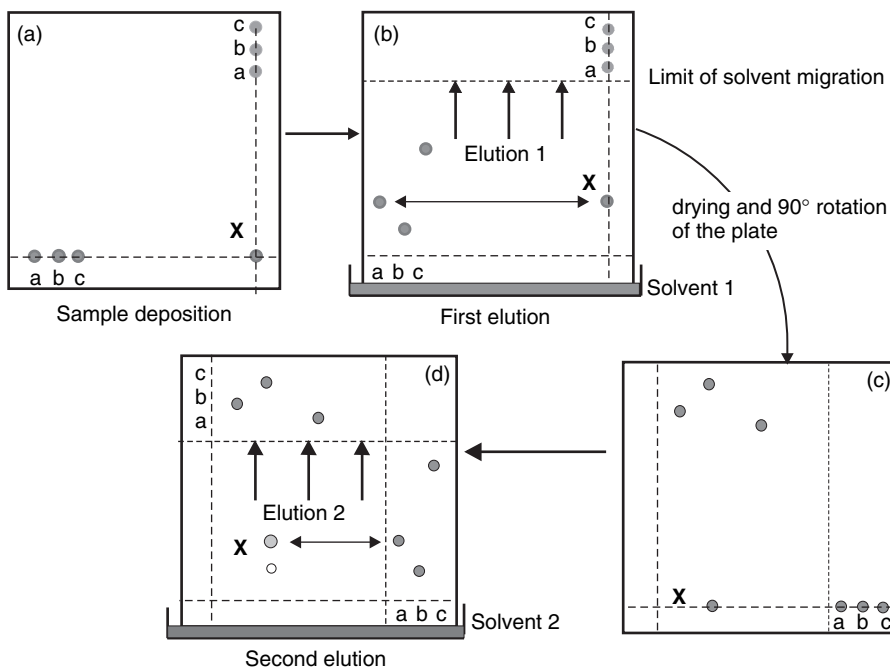 (a)
c
b
a
X
a b c
Sample deposition
(b)
c
b
a
Limit of solvent migration
Elution 1
X
a b c
Solvent 1
First elution
drying and 90° rotation
of the plate
(c)
X
a b c
(d)
c
b
a
Elution 2
X
a b c
Solvent 2
Second elution